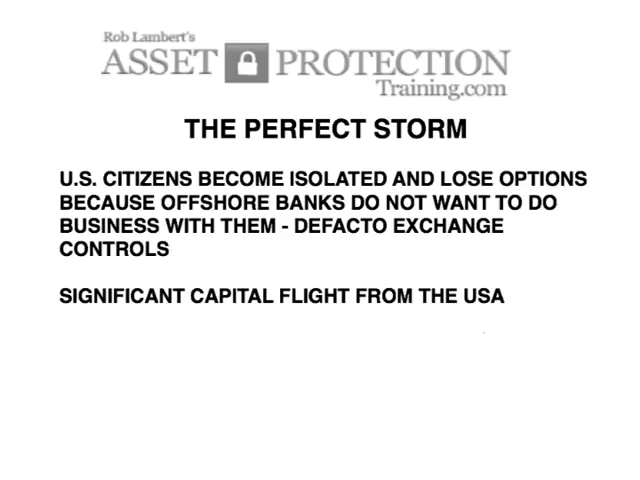 Rob Lambert's
ASSET PROTECTION
Training.com
THE PERFECT STORM
U.S. CITIZENS BECOME ISOLATED AND LOSE OPTIONS
BECAUSE OFFSHORE BANKS DO NOT WANT TO DO
BUSINESS WITH THEM - DEFACTO EXCHANGE
CONTROLS
SIGNIFICANT CAPITAL FLIGHT FROM THE USA